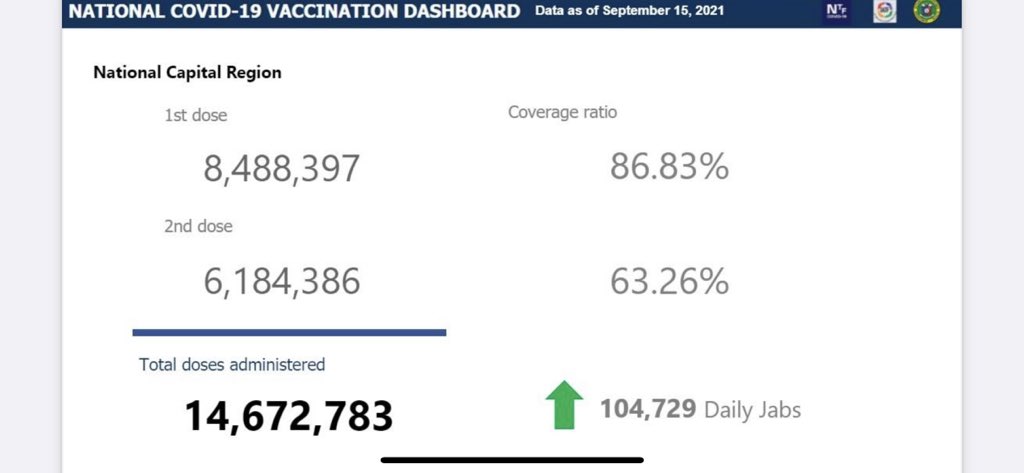 NATIONAL COVID-19 VACCINATION DASHBOARD Data as of September 15, 2021
NTF
National Capital Region
1st dose
Coverage ratio
8,488,397
86.83%
2nd dose
6,184,386
63.26%
Total doses administered
14,672,783
104,729 Daily Jabs